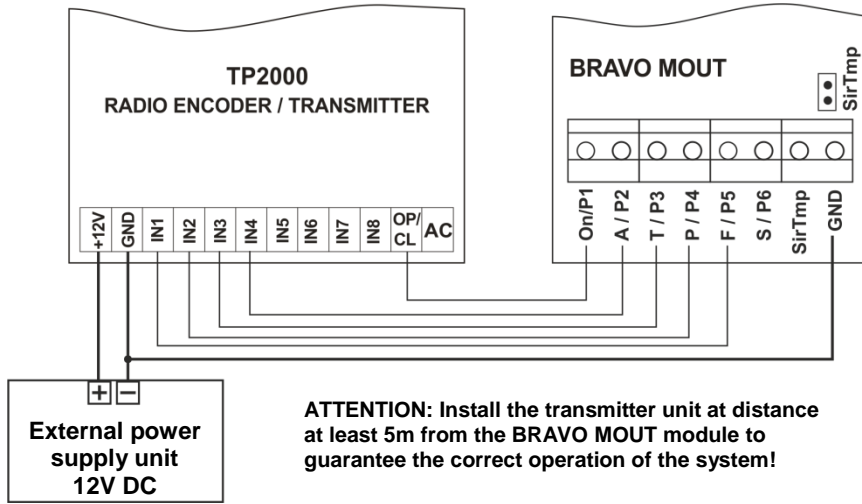 TP2000
RADIO ENCODER / TRANSMITTER
+12V
GND
IN1
IN2
IN3
IN4
IN5
IN6
IN7
IN8
OP/
CL
AC
BRAVO MOUT
SirTmp
On/P1
A / P2
T / P3
P / P4
F / P5
S / P6
SirTmp
GND
+
−
External power
supply unit
12V DC
ATTENTION: Install the transmitter unit at distance
at least 5m from the BRAVO MOUT module to
guarantee the correct operation of the system!